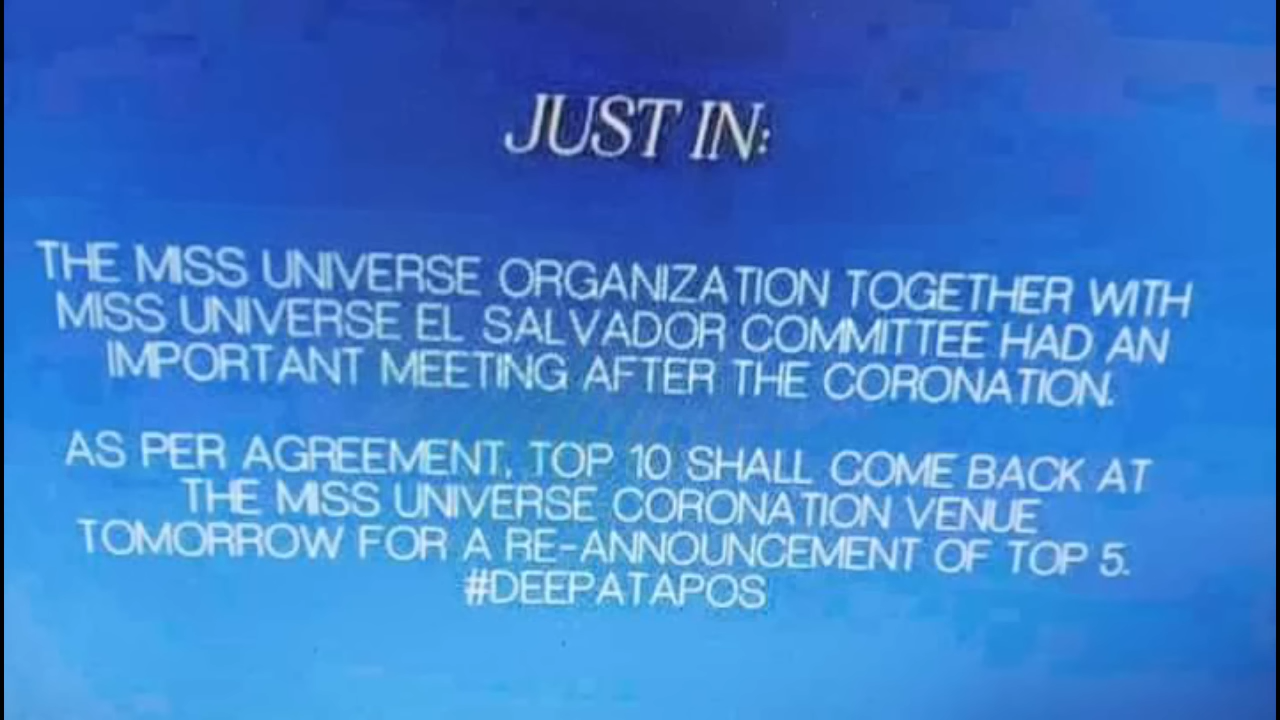 JUST IN:
THE MISS UNIVERSE ORGANIZATION TOGETHER WITH
MISS UNIVERSE EL SALVADOR COMMITTEE HAD AN
IMPORTANT MEETING AFTER THE CORONATION.
AS PER AGREEMENT, TOP 10 SHALL COME BACK AT
THE MISS UNIVERSE CORONATION VENUE
TOMORROW FOR A RE-ANNOUNCEMENT OF TOP 5.
#DEEPATAPOS